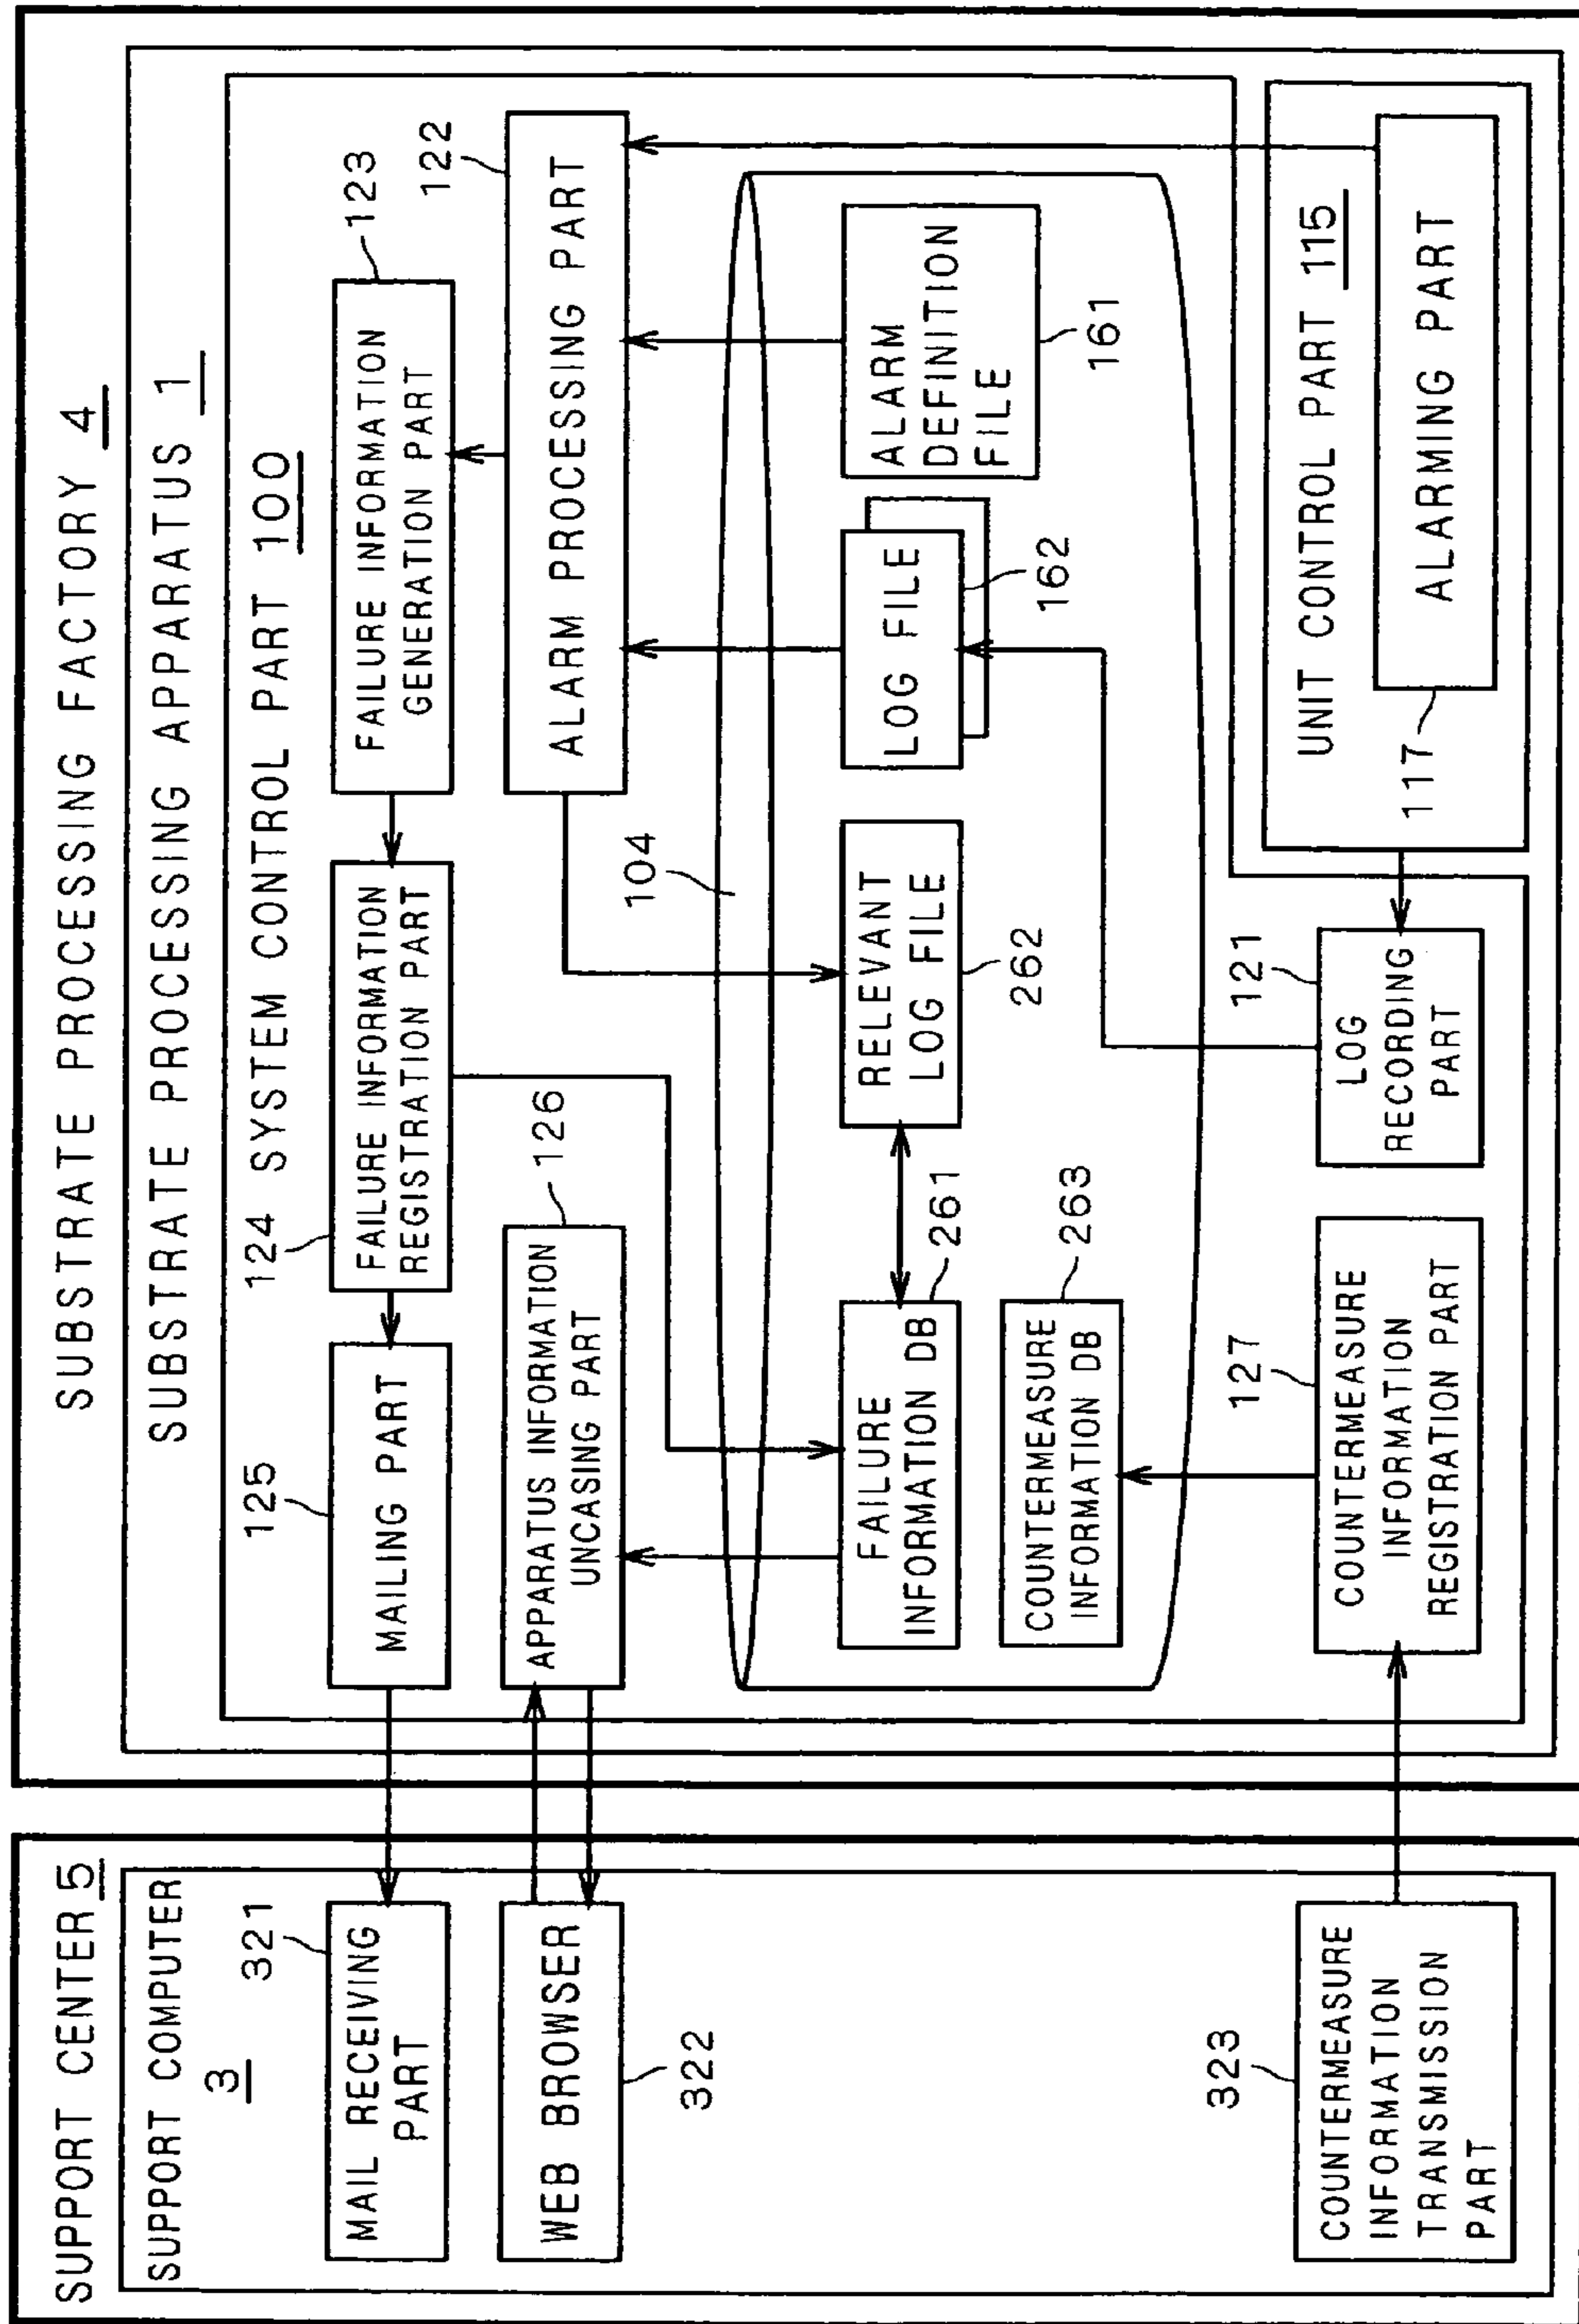 SUPPORT CENTER 5
SUPPORT COMPUTER
3
321
MAIL RECEIVING
PART
WEB BROWSER
322
323
COUNTERMEASURE
INFORMATION
TRANSMISSION
PART
SUBSTRATE PROCESSING FACTORY 4
SUBSTRATE PROCESSING APPARATUS 1
SYSTEM CONTROL PART 100
125
MAILING PART
124
FAILURE INFORMATION
REGISTRATION PART
123
FAILURE INFORMATION
GENERATION PART
126
APPARATUS INFORMATION
UNCASING PART
122
ALARM PROCESSING PART
104
FAILURE
INFORMATION DB
261
RELEVANT
LOG FILE
262
LOG FILE
162
ALARM
DEFINITION
FILE
161
COUNTERMEASURE
INFORMATION DB
263
127
COUNTERMEASURE
INFORMATION
REGISTRATION PART
121
LOG
RECORDING
PART
UNIT CONTROL PART 115
117
ALARMING PART